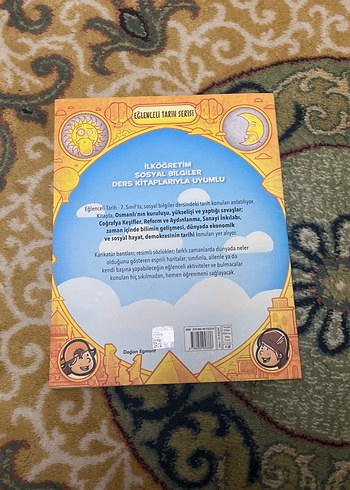 EĞLENCELİ TARİH SERİSİ
İLKÖĞRETİM
SOSYAL BİLGİLER
DERS KİTAPLARIYLA UYUMLU
Eğlenceli Tarih - 7. Sınıf'ta, sosyal bilgiler dersindeki tarih konuları anlatılıyor.
Kitapta, Osmanlı'nın kuruluşu, yükselişi ve yaptığı savaşlar;
Coğrafya Keşifler, Reform ve Aydınlanma, Sanayi İnkılabı,
zaman içinde bilimin gelişmesi, dünyada ekonomik
ve sosyal hayat, demokrasinin tarihi konuları yer alıyor.
Karikatür bantları; resimli sözlükler; farklı zamanlarda dünyada neler
olduğunu gösteren esprili haritalar; sınıfınla, ailenle ya da
kendi başına yapabileceğin eğlenceli aktiviteler ve bulmacalar
konuları hiç sıkılmadan, hemen öğrenmeni sağlayacak.
Doğan Egmont